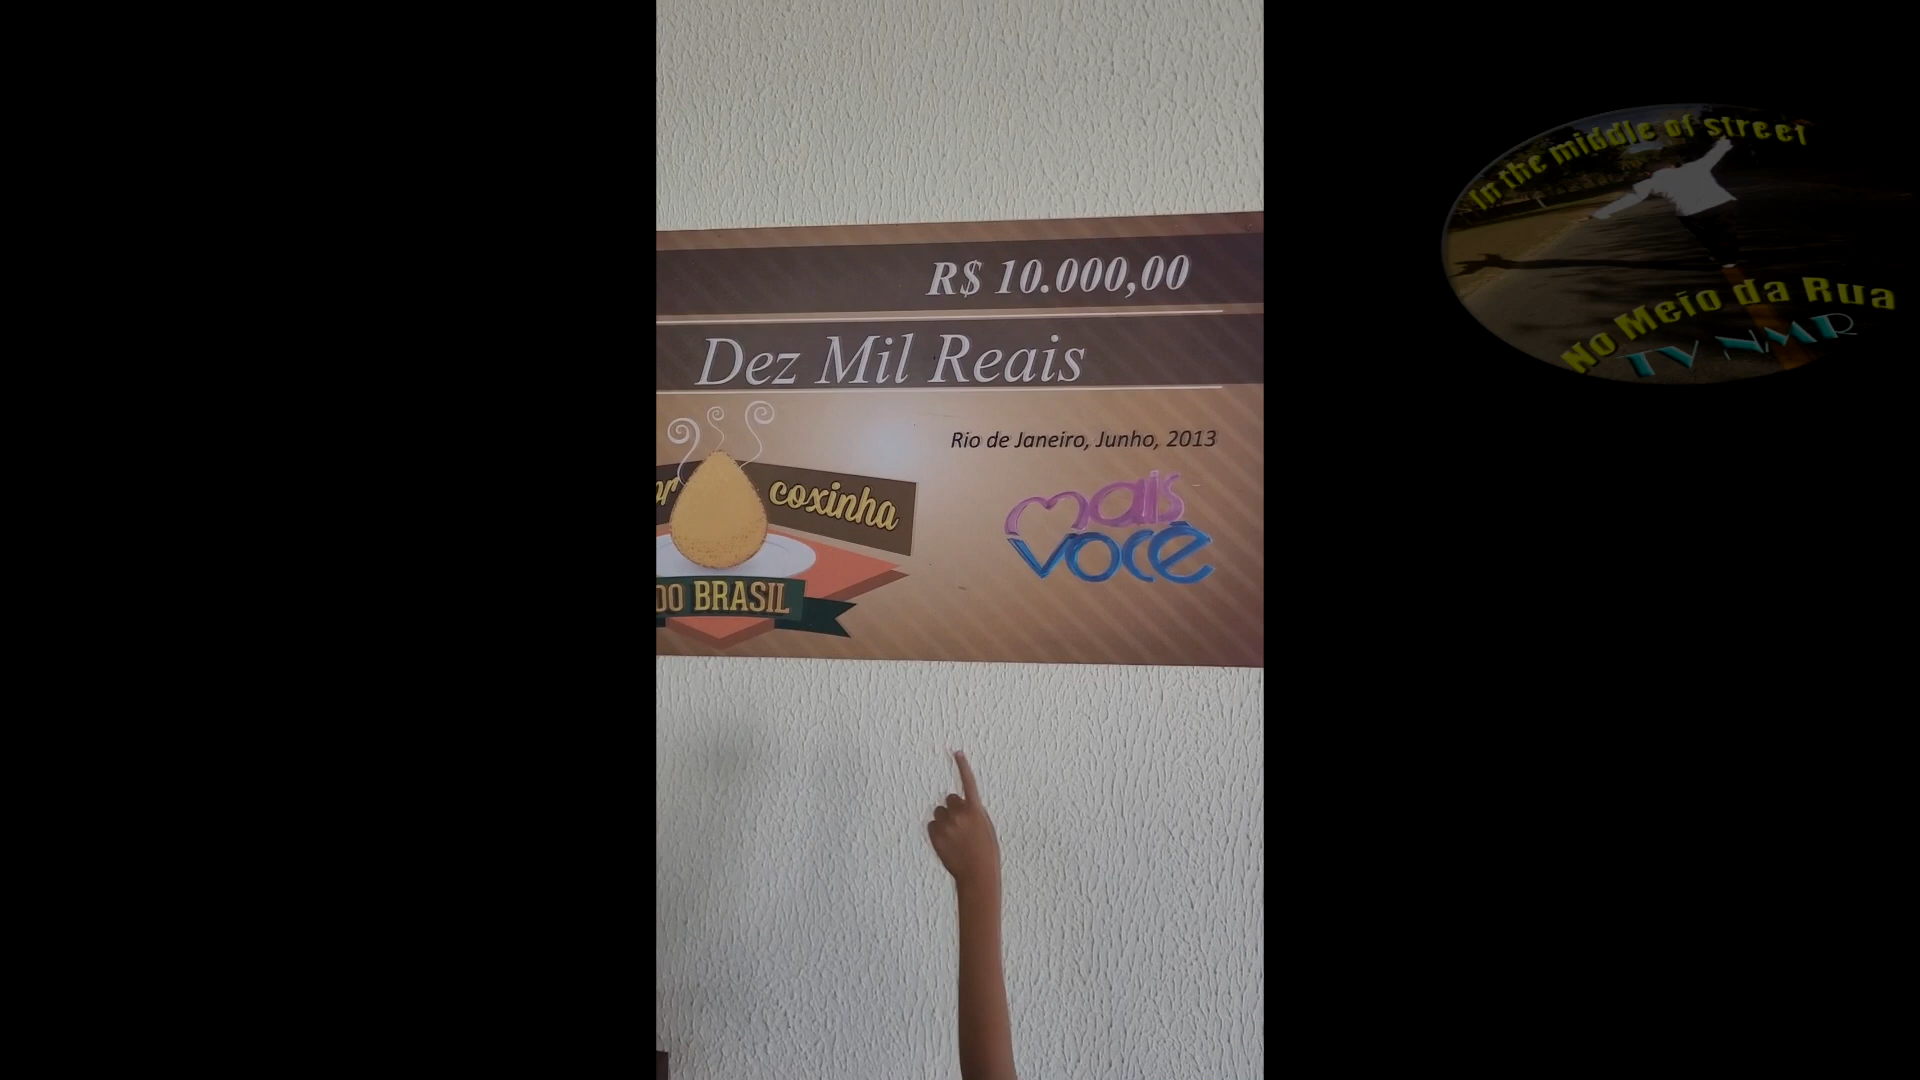 R$ 10.000,00
Dez Mil Reais
Rio de Janeiro, Junho, 2013
coxinha
DO BRASIL
mais
você
In the middle of street
No Meio da Rua
TV NMR